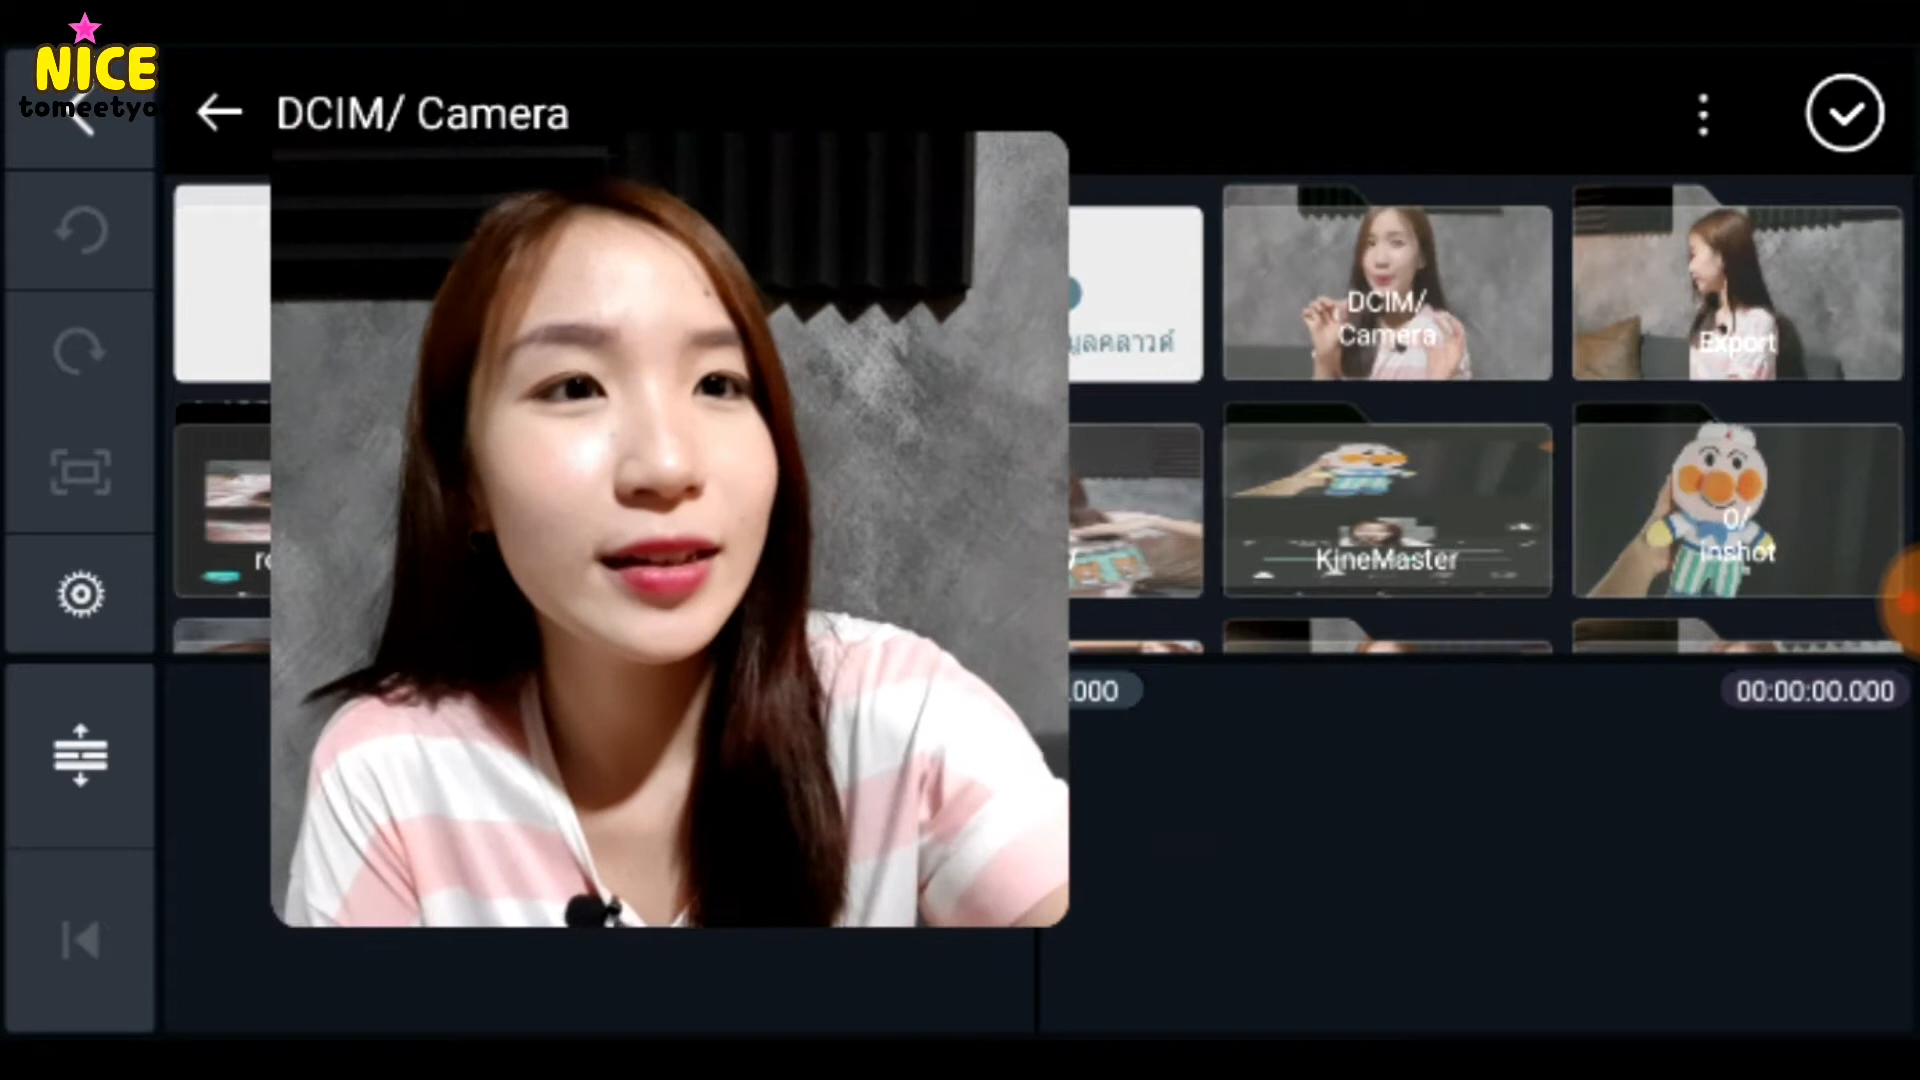 NICE
tomeetyo
DCIM/ Camera
มูลคลาวด์
DCIM/
Camera
Export
KineMaster
0/
inshot
.000
00:00:00.000